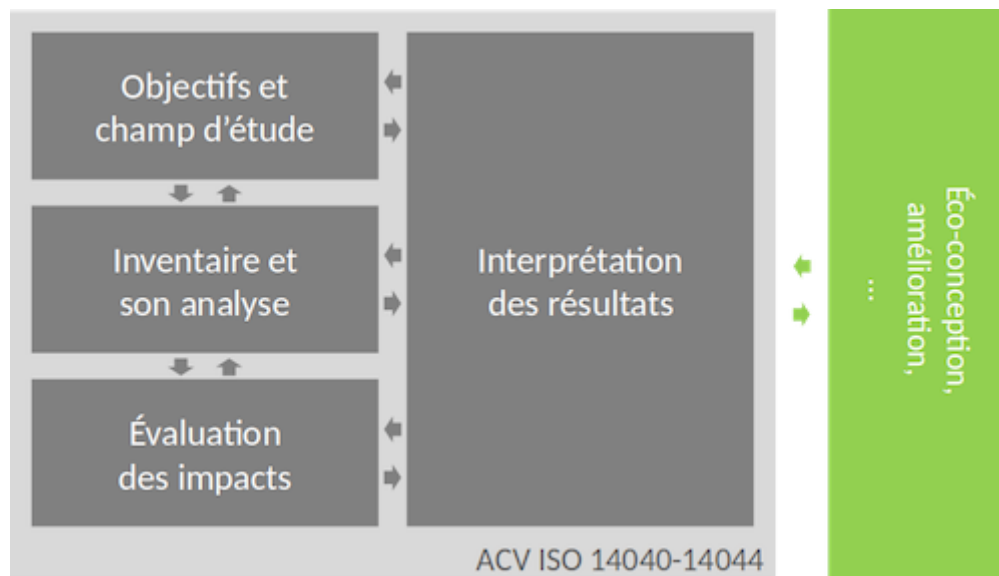 Objectifs et
champ d’étude
Inventaire et
son analyse
Évaluation
des impacts
Interprétation
des résultats
ACV ISO 14040-14044
Éco-conception,
amélioration,
...